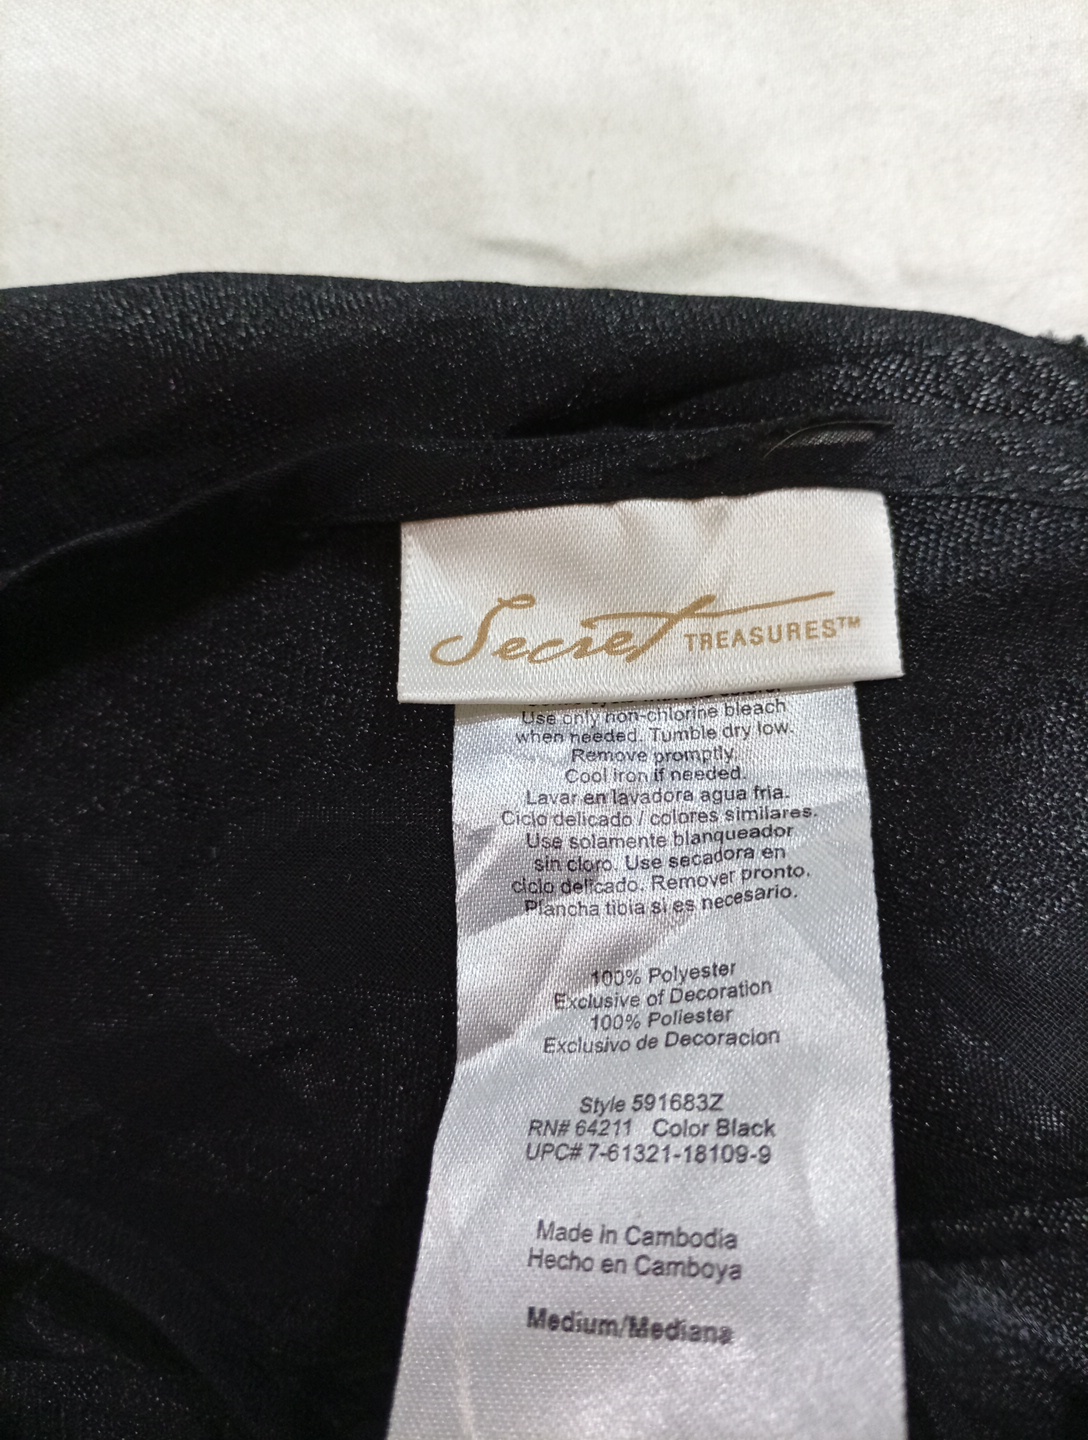 Secret TREASURES™
Use only non-chlorine bleach
when needed. Tumble dry low.
Remove promptly.
Cool iron if needed.
Lavar en lavadora agua fria.
Ciclo delicado / colores similares.
Use solamente blanqueador
sin cloro. Use secadora en
ciclo delicado. Remover pronto.
Plancha tibia si es necesario.
100% Polyester
Exclusive of Decoration
100% Poliester
Exclusivo de Decoracion
Style 591683Z
RN# 64211 Color Black
UPC# 7-61321-18109-9
Made in Cambodia
Hecho en Camboya
Medium/Mediana